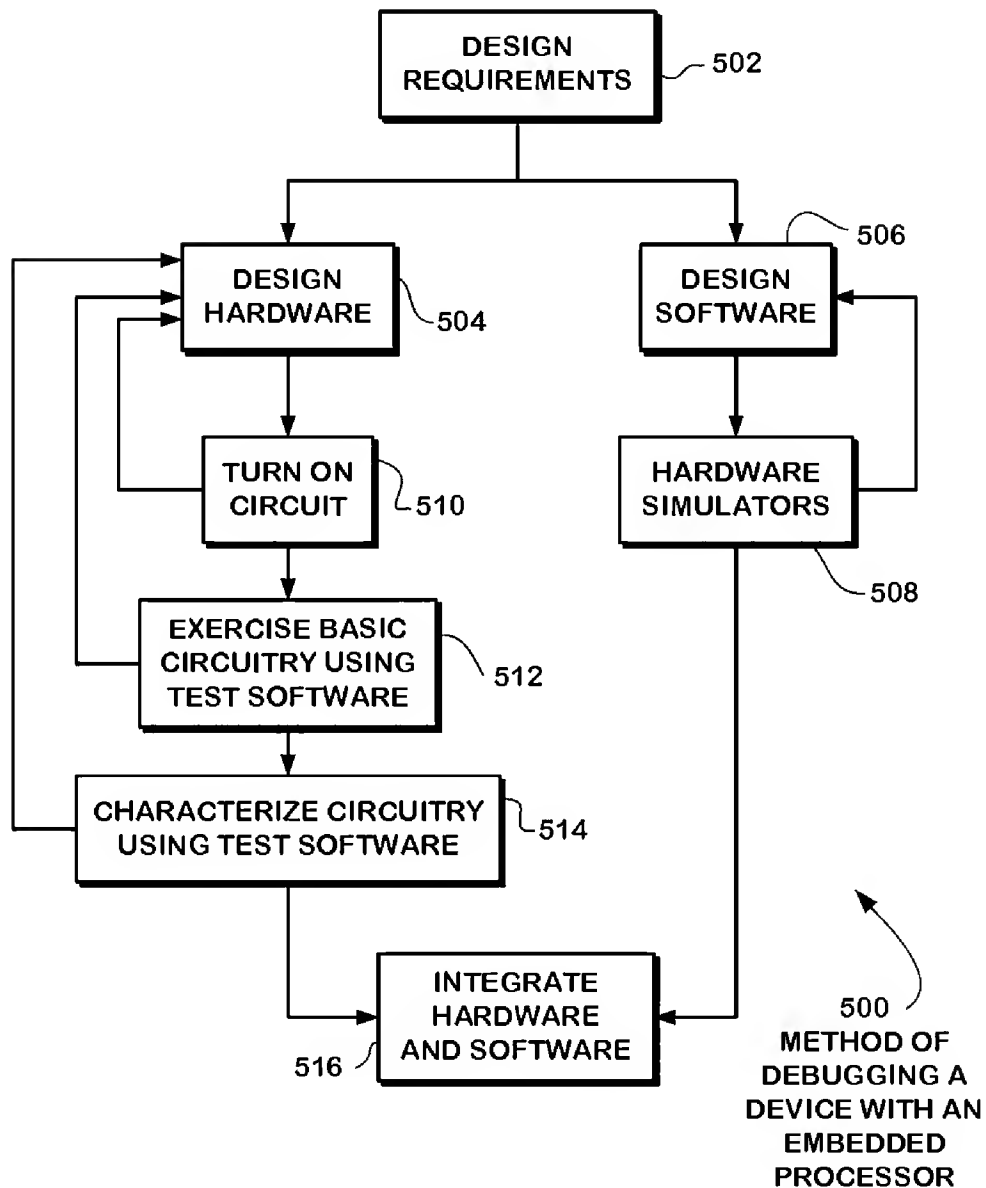 DESIGN
REQUIREMENTS
502
DESIGN
HARDWARE
504
506
DESIGN
SOFTWARE
TURN ON
CIRCUIT
510
HARDWARE
SIMULATORS
508
EXERCISE BASIC
CIRCUITRY USING
TEST SOFTWARE
512
CHARACTERIZE CIRCUITRY
USING TEST SOFTWARE
514
INTEGRATE
HARDWARE
AND SOFTWARE
516
500
METHOD OF
DEBUGGING A
DEVICE WITH AN
EMBEDDED
PROCESSOR